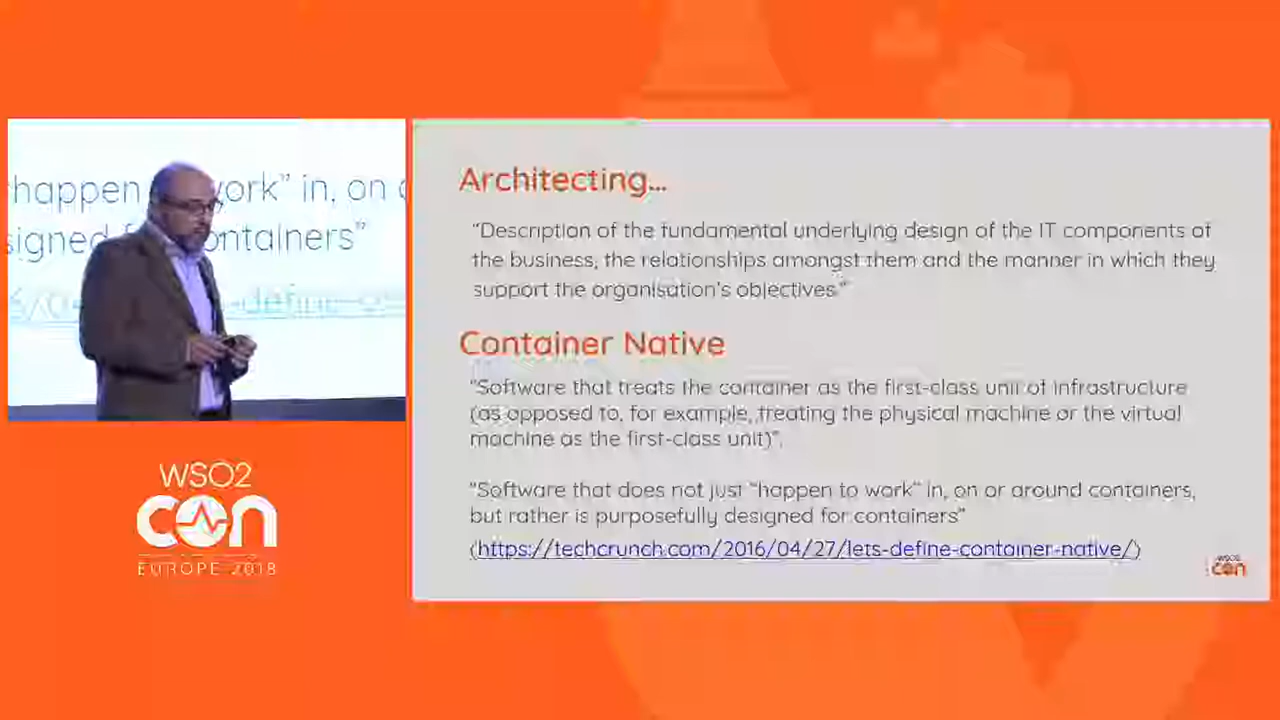 happen work" in, on
signed ontainers"
-define-
WSO2
con
EUROPE 2018
Architecting...
"Description of the fundamental underlying design of the IT components of
the business, the relationships amongst them and the manner in which they
support the organisation's objectives."
Container Native
"Software that treats the container as the first-class unit of infrastructure
(as opposed to, for example, treating the physical machine or the virtual
machine as the first-class unit)".
"Software that does not just "happen to work" in, on or around containers,
but rather is purposefully designed for containers"
(https://techcrunch.com/2016/04/27/lets-define-container-native/)
WSO2
con